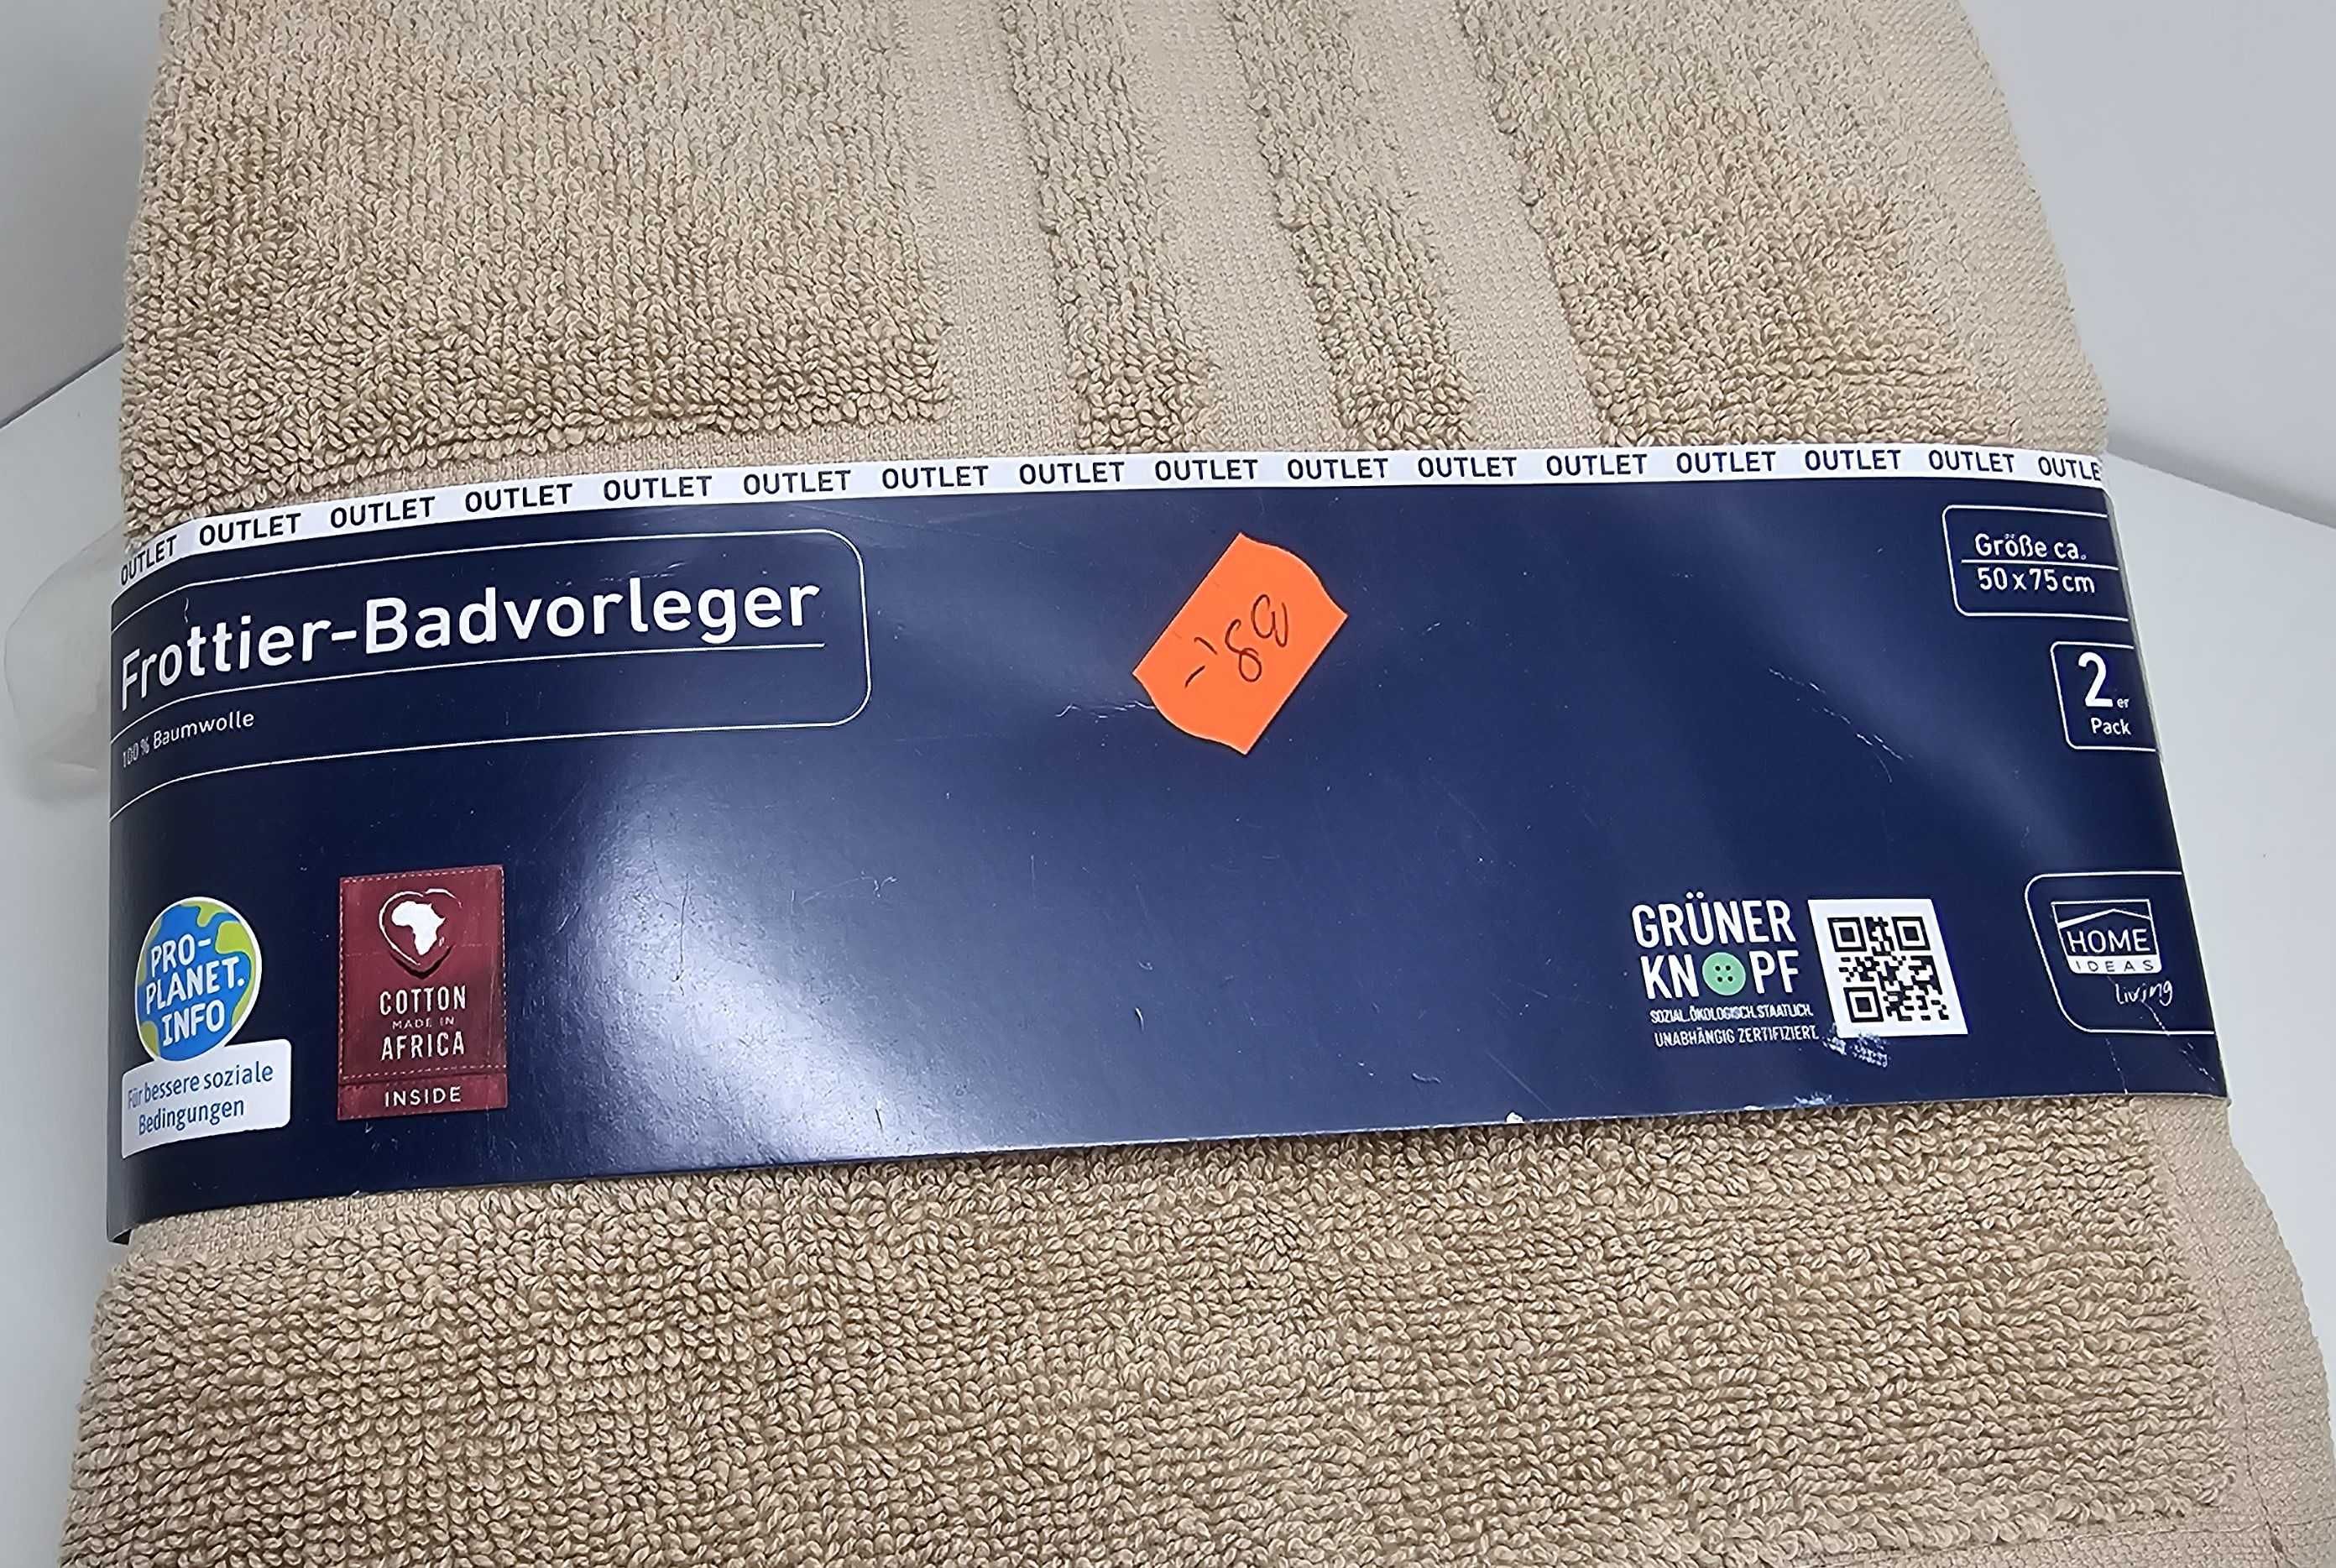 OUTLET OUTLET OUTLET OUTLET OUTLET OUTLET OUTLET OUTLET OUTLET OUTLET OUTLET OUTLET OUTLET OUTLET OUTLE
Frottier-Badvorleger
100 % Baumwolle
Größe ca.
50 x 75 cm
2er
Pack
PRO-
PLANET.
INFO
Für bessere soziale
Bedingungen
COTTON
MADE IN
AFRICA
INSIDE
GRÜNER
KNOPF
SOZIAL. ÖKOLOGISCH. STAATLICH.
UNABHÄNGIG ZERTIFIZIERT.
HOME
IDEAS
living